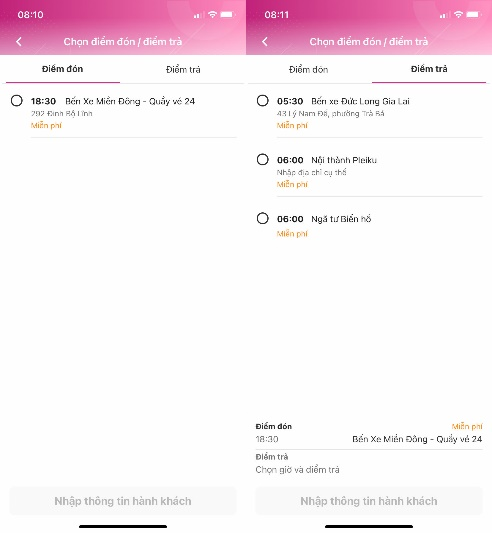 08:10
Chọn điểm đón / điểm trả
Điểm đón
Điểm trả
18:30 Bến Xe Miền Đông - Quầy vé 24
292 Đinh Bộ Lĩnh
Miễn phí
Nhập thông tin hành khách
08:11
Chọn điểm đón / điểm trả
Điểm đón
Điểm trả
05:30 Bến xe Đức Long Gia Lai
43 Lý Nam Đế, phường Trà Bá
Miễn phí
06:00 Nội thành Pleiku
Nhập địa chỉ cụ thể
Miễn phí
06:00 Ngã tư Biển hồ
Miễn phí
Điểm đón
Miễn phí
18:30
Bến Xe Miền Đông - Quầy vé 24
Điểm trả
Chọn giờ và điểm trả
Nhập thông tin hành khách